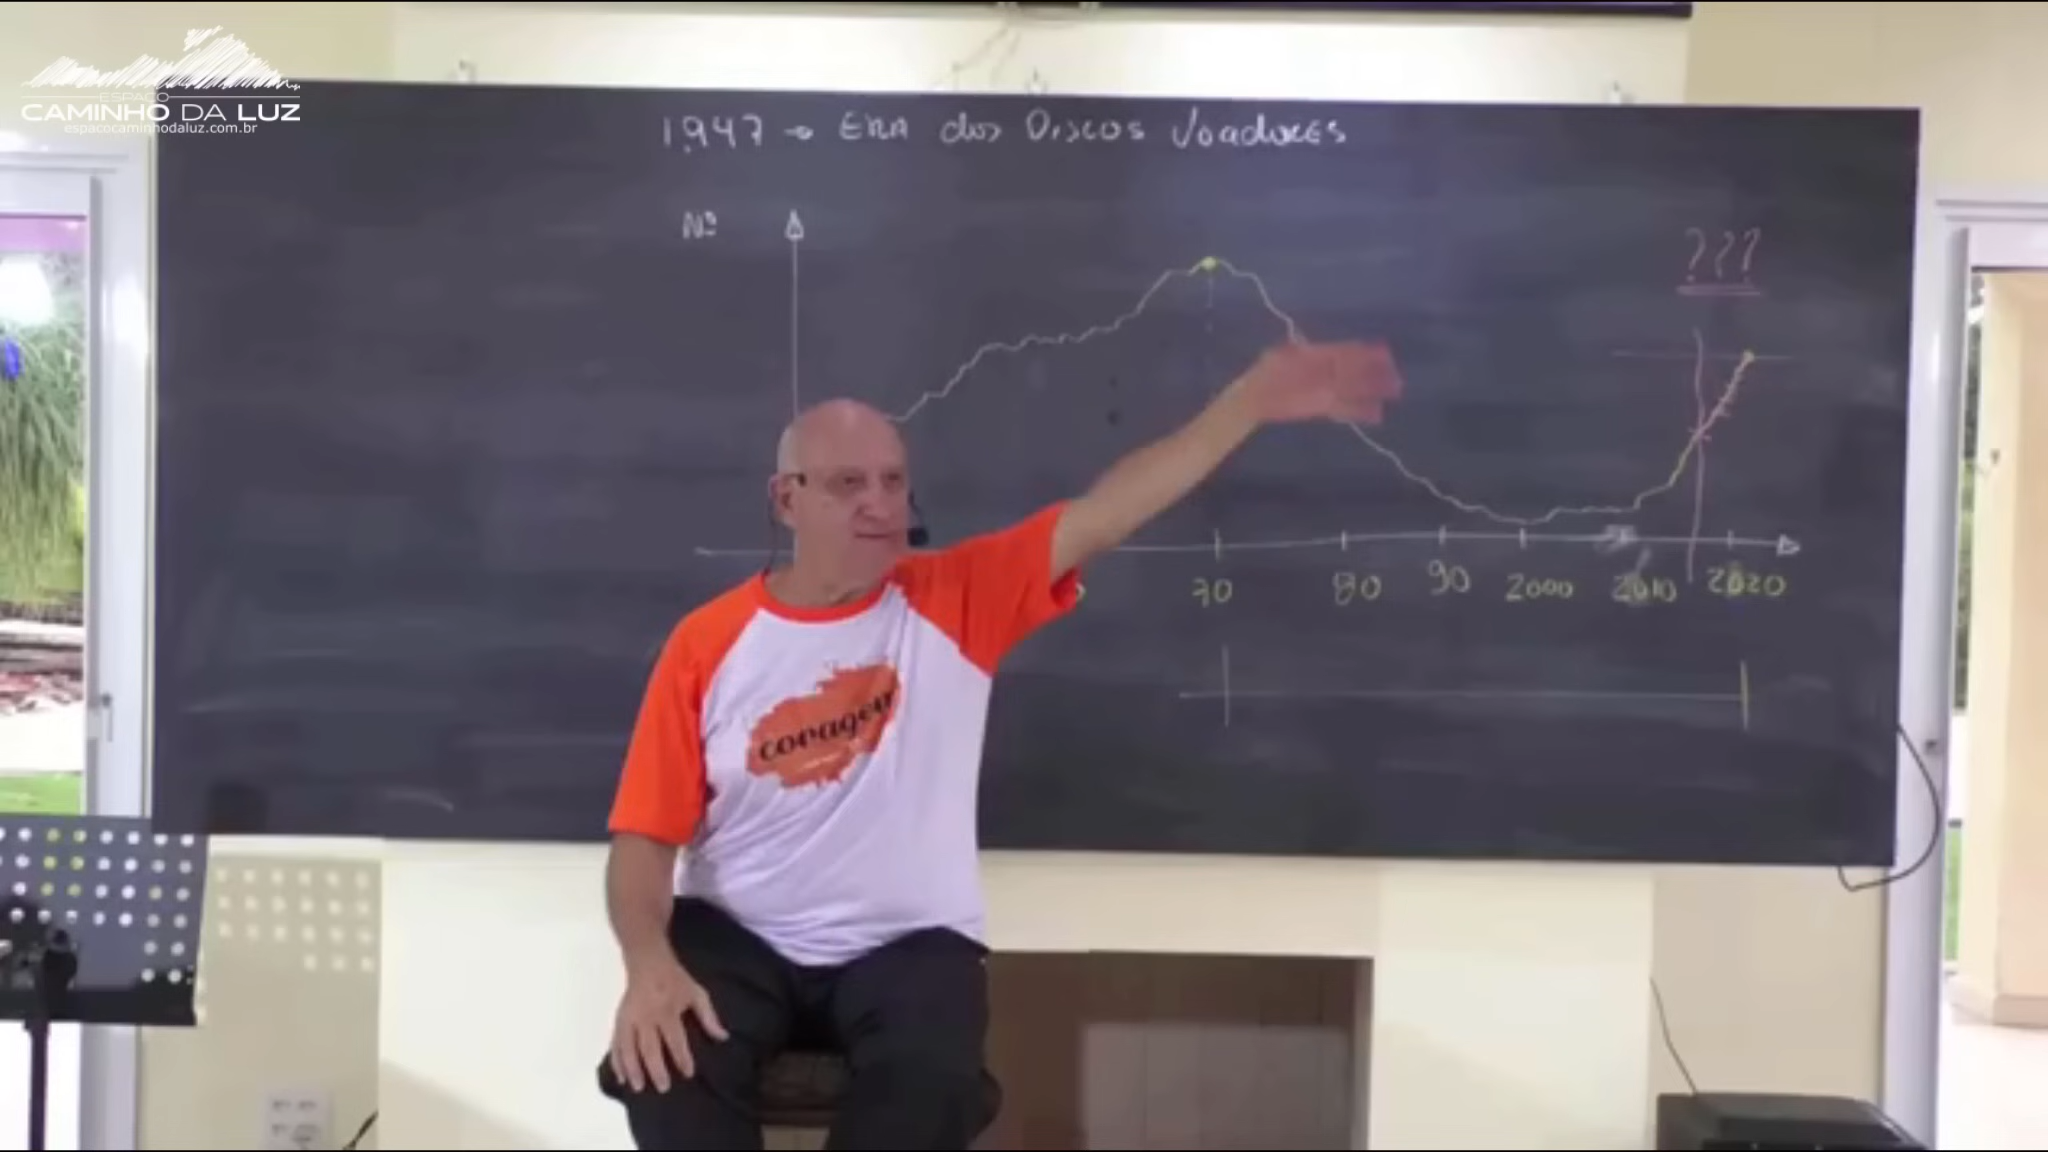 ESPAÇO
CAMINHO DA LUZ
espacocaminhodaluz.com.br
1947 → ERA dos Discos Voadores
Nº
???
70 80 90 2000 2010 2020
coragem